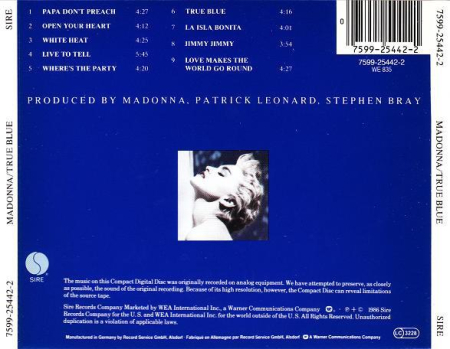 SIRE
MADONNA/TRUE BLUE
7599-25442-2
1 PAPA DON'T PREACH 4:27
2 OPEN YOUR HEART 4:12
3 WHITE HEAT 4:25
4 LIVE TO TELL 5:45
5 WHERE'S THE PARTY 4:20
6 TRUE BLUE 4:16
7 LA ISLA BONITA 4:01
8 JIMMY JIMMY 3:54
9 LOVE MAKES THE
WORLD GO ROUND 4:27
0
7599-25442-2
7599-25442-2
WE 835
PRODUCED BY MADONNA, PATRICK LEONARD, STEPHEN BRAY
SIRE
The music on this Compact Digital Disc was originally recorded on analog equipment. We have attempted to preserve, as closely
as possible, the sound of the original recording. Because of its high resolution, however, the Compact Disc can reveal limitations
of the source tape.
Sire Records Company Marketed by WEA International Inc., a Warner Communications Company ℗ + © 1986 Sire
Records Company for the U.S. and WEA International Inc. for the world outside of the U.S. All Rights Reserved. Unauthorized
duplication is a violation of applicable laws.
Manufactured in Germany by Record Service GmbH, Alsdorf Fabriqué en Allemagne par Record Service GmbH, Alsdorf A Warner Communications Company.
LC 3228
7599-25442-2
MADONNA/TRUE BLUE
SIRE